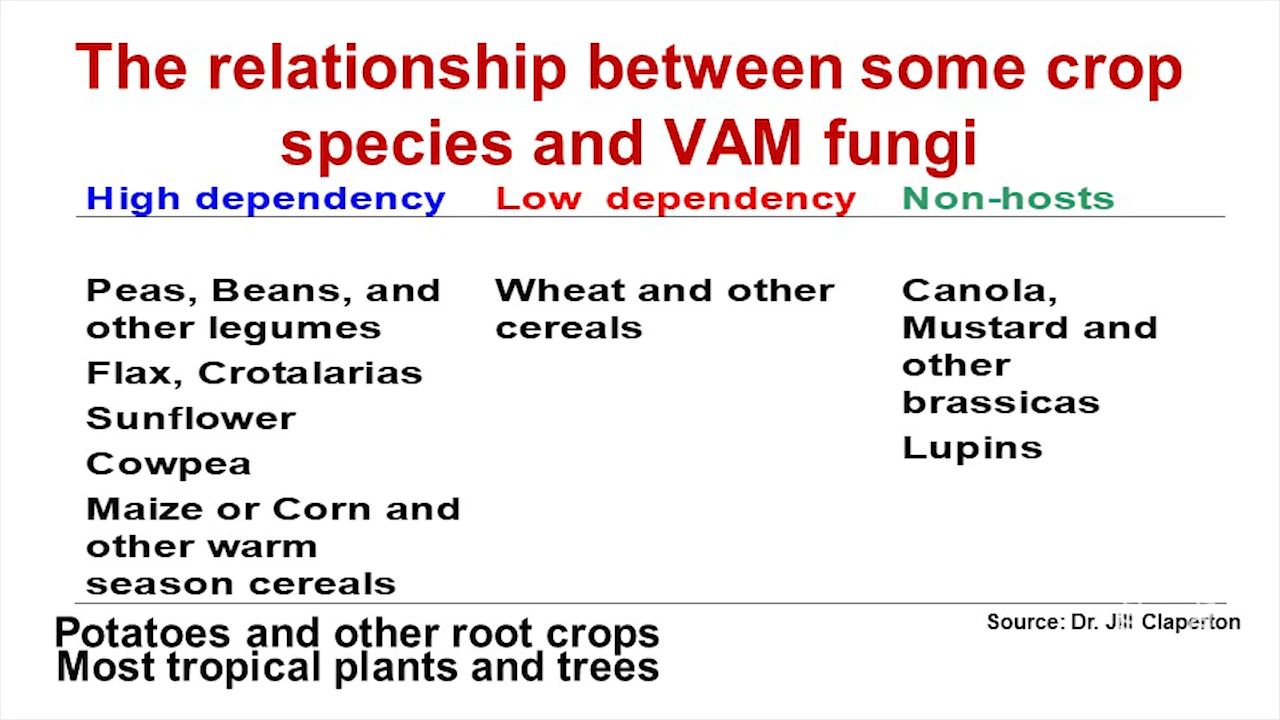 The relationship between some crop
species and VAM fungi
High dependency
Low dependency
Non-hosts
Peas, Beans, and
other legumes
Flax, Crotalarias
Sunflower
Cowpea
Maize or Corn and
other warm
season cereals
Wheat and other
cereals
Canola,
Mustard and
other
brassicas
Lupins
Potatoes and other root crops
Most tropical plants and trees
Source: Dr. Jill Claperton